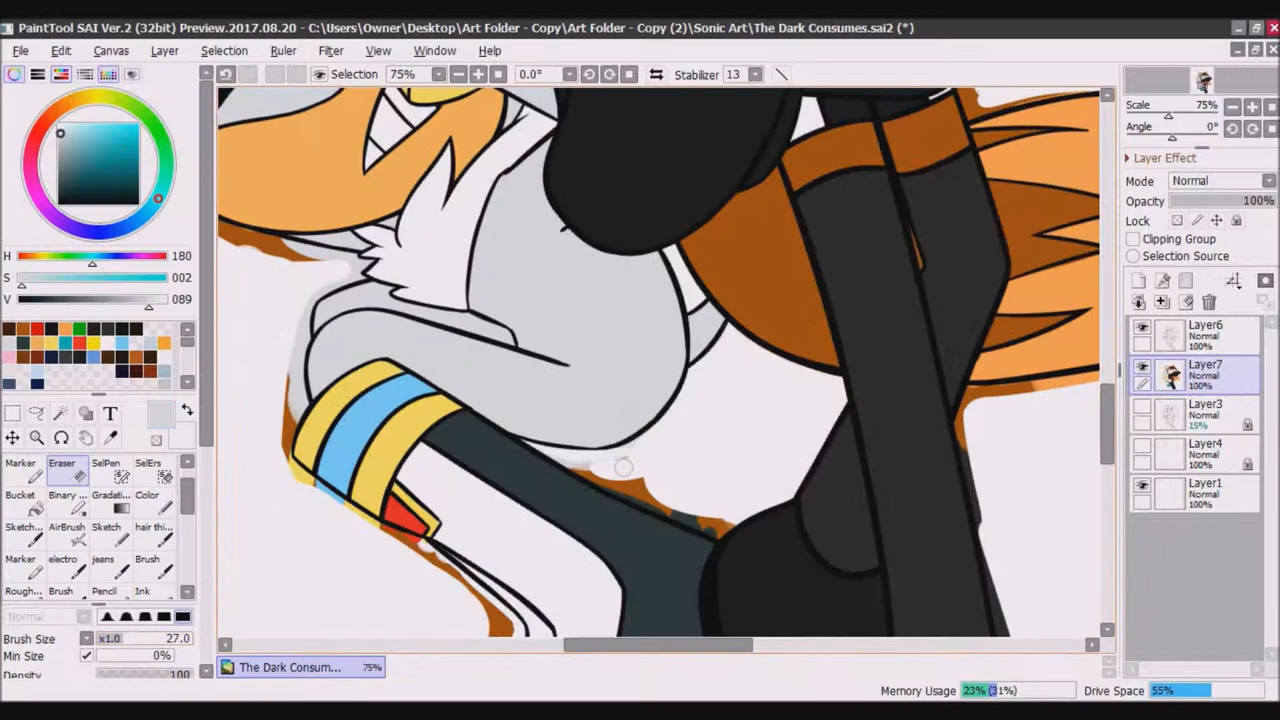 PaintTool SAI Ver.2 (32bit) Preview.2017.08.20 - C:\Users\Owner\Desktop\Art Folder - Copy\Art Folder - Copy (2)\Sonic Art\The Dark Consumes.sai2 (*)
File Edit Canvas Layer Selection Ruler Filter View Window Help
Selection 75% 0.0° Stabilizer 13
Scale 75%
Angle 0°
Layer Effect
Mode Normal
Opacity 100%
Lock
Clipping Group
Selection Source
H 180
S 002
V 089
Layer6
Normal
100%
Layer7
Normal
100%
Layer3
Normal
15%
Layer4
Normal
100%
Layer1
Normal
100%
T
Marker Eraser SelPen SelErs
Bucket Binary ... Gradati... Color
Sketch... AirBrush Sketch hair thi...
Marker electro jeans Brush
Rough... Brush Pencil Ink
Normal
Brush Size x1.0 27.0
Min Size 0%
Density 100
The Dark Consum... 75%
Memory Usage 23% (31%) Drive Space 55%